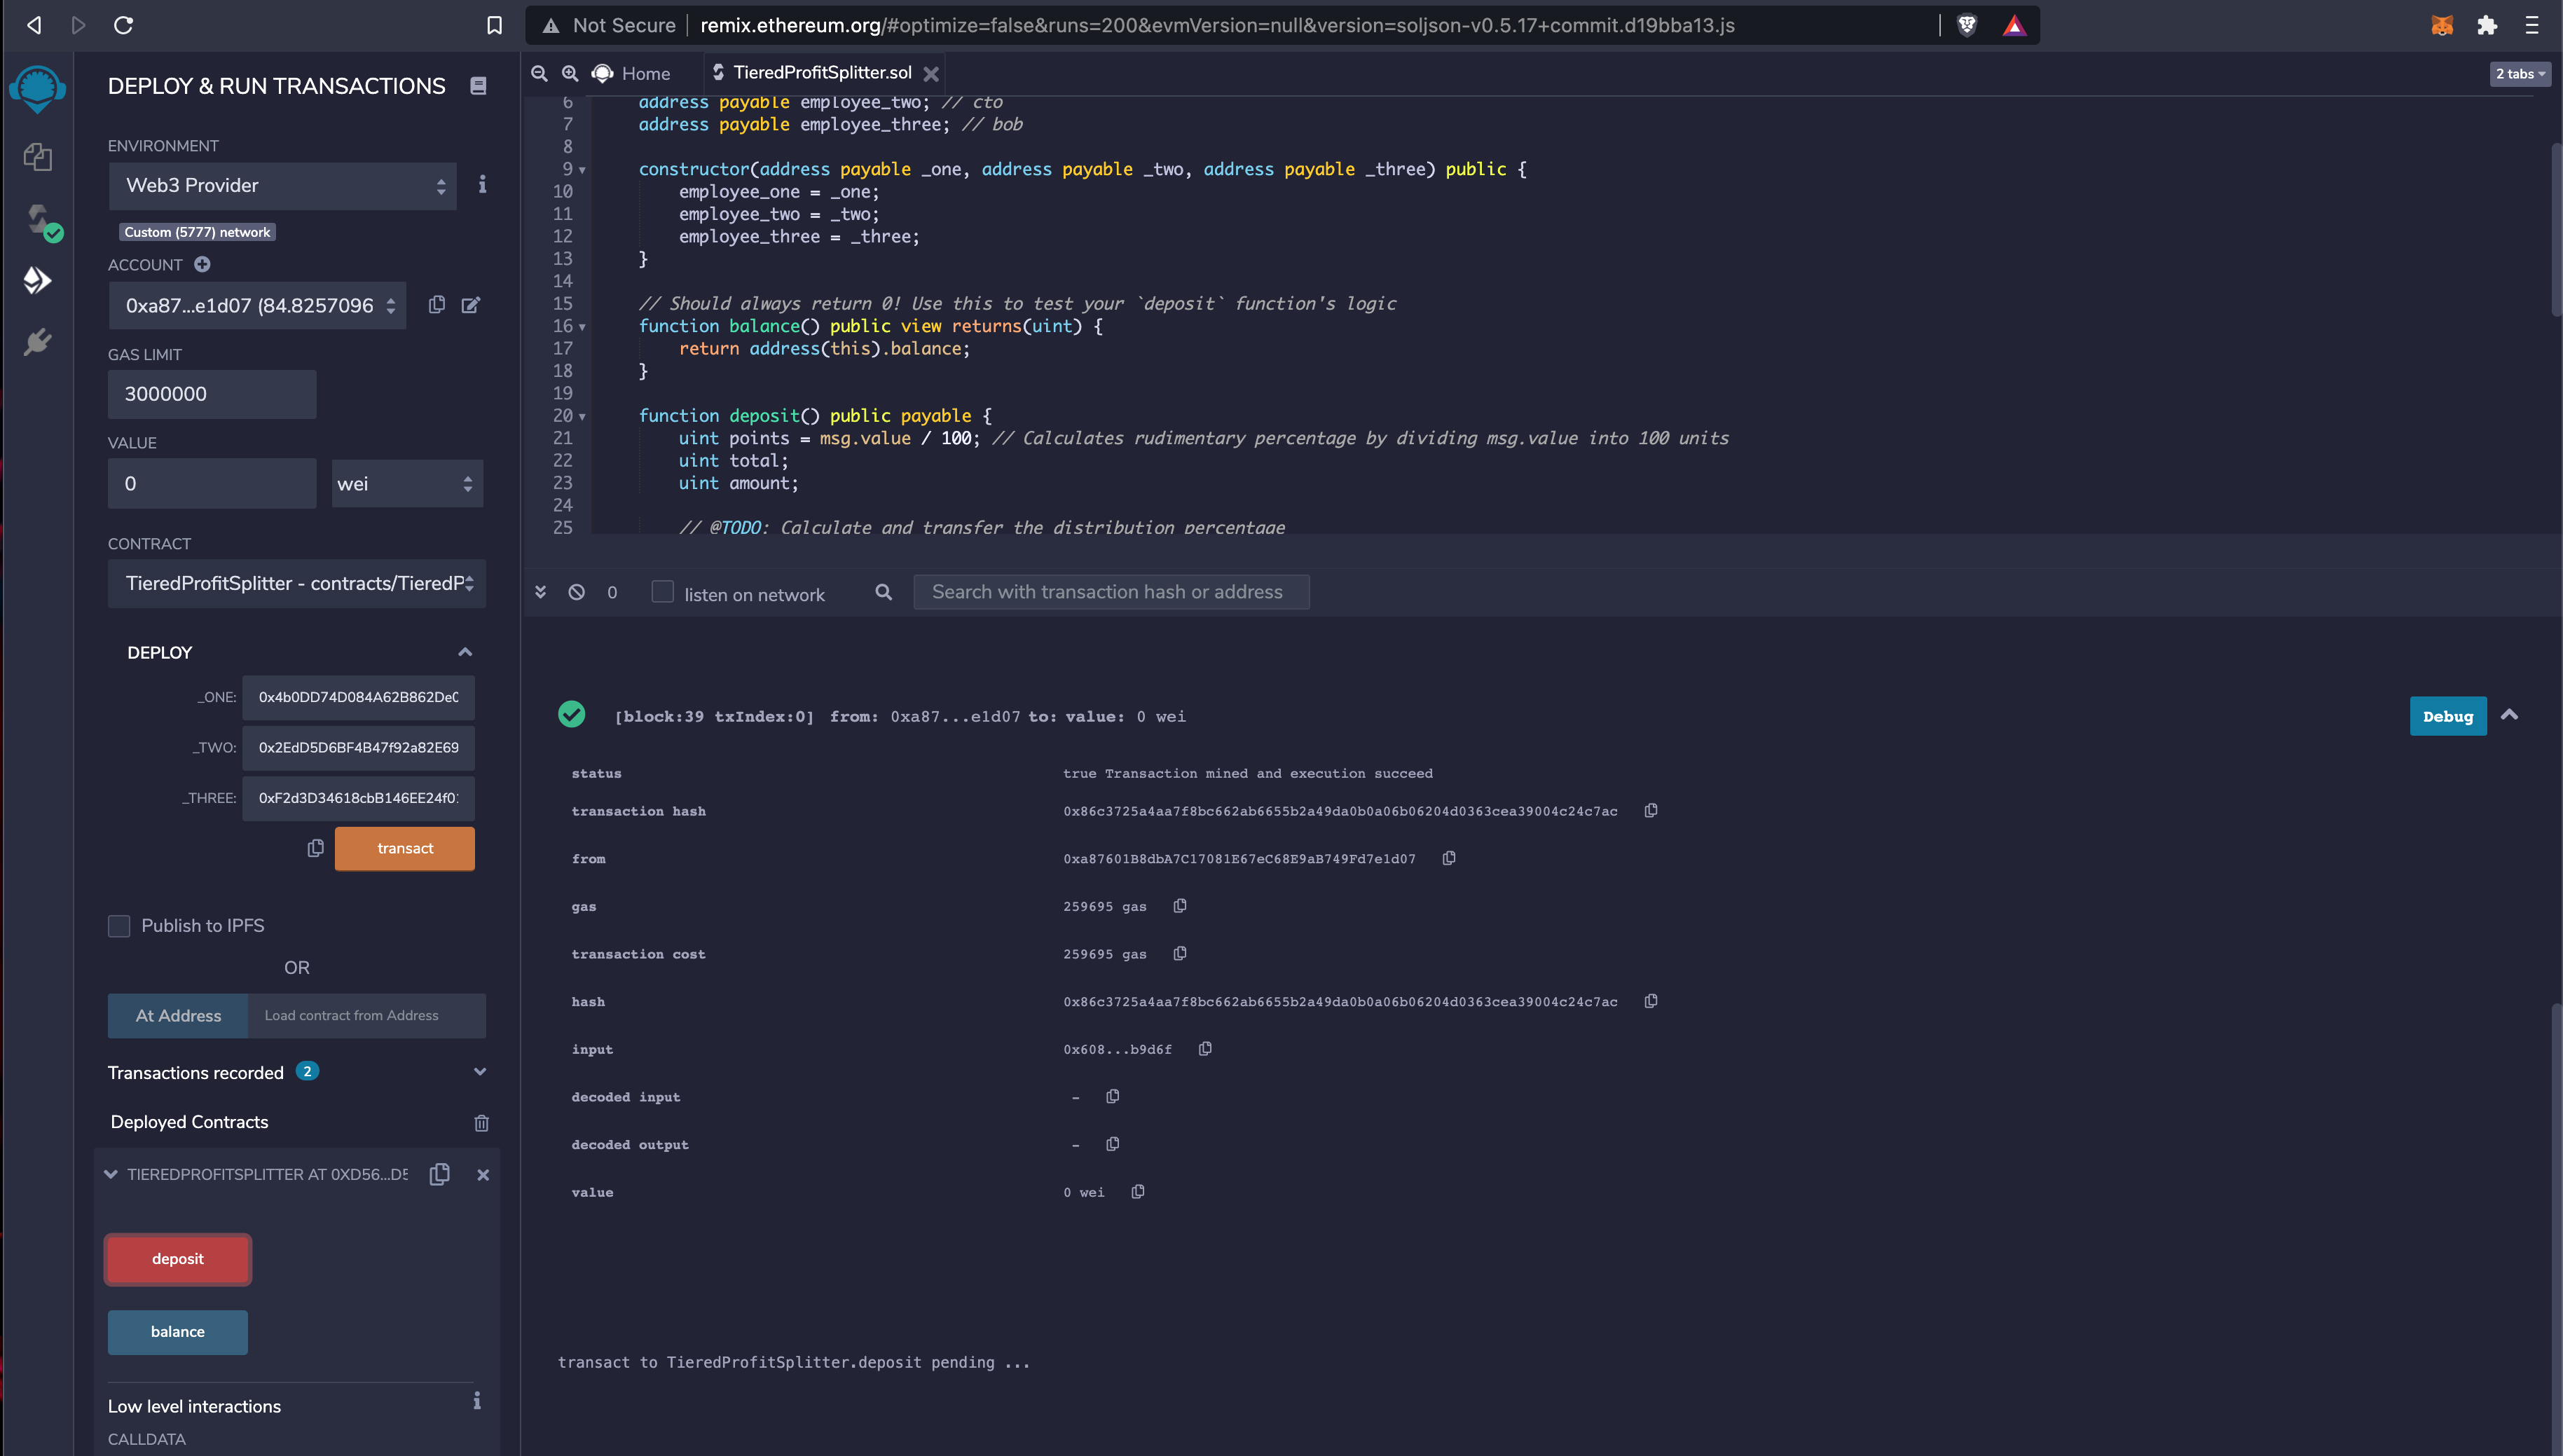 Not Secure | remix.ethereum.org/#optimize=false&runs=200&evmVersion=null&version=soljson-v0.5.17+commit.d19bba13.js
DEPLOY & RUN TRANSACTIONS
ENVIRONMENT
Web3 Provider
Custom (5777) network
ACCOUNT
0xa87...e1d07 (84.8257096
GAS LIMIT
3000000
VALUE
0
wei
CONTRACT
TieredProfitSplitter - contracts/TieredP
DEPLOY
_ONE: 0x4b0DD74D084A62B862De
_TWO: 0x2EdD5D6BF4B47f92a82E69
_THREE: 0xF2d3D34618cbB146EE24f0
transact
Publish to IPFS
OR
At Address Load contract from Address
Transactions recorded 2
Deployed Contracts
TIEREDPROFITSPLITTER AT 0XD56...D
deposit
balance
Low level interactions
CALLDATA
Home
TieredProfitSplitter.sol
2 tabs
6 address payable employee_two; // cto
7 address payable employee_three; // bob
8
9 constructor(address payable _one, address payable _two, address payable _three) public {
10 employee_one = _one;
11 employee_two = _two;
12 employee_three = _three;
13 }
14
15 // Should always return 0! Use this to test your `deposit` function's logic
16 function balance() public view returns(uint) {
17 return address(this).balance;
18 }
19
20 function deposit() public payable {
21 uint points = msg.value / 100; // Calculates rudimentary percentage by dividing msg.value into 100 units
22 uint total;
23 uint amount;
24
25 // @TODO: Calculate and transfer the distribution percentage
0
listen on network
Search with transaction hash or address
[block:39 txIndex:0] from: 0xa87...e1d07 to: value: 0 wei
Debug
status true Transaction mined and execution succeed
transaction hash 0x86c3725a4aa7f8bc662ab6655b2a49da0b0a06b06204d0363cea39004c24c7ac
from 0xa87601B8dbA7C17081E67eC68E9aB749Fd7e1d07
gas 259695 gas
transaction cost 259695 gas
hash 0x86c3725a4aa7f8bc662ab6655b2a49da0b0a06b06204d0363cea39004c24c7ac
input 0x608...b9d6f
decoded input -
decoded output -
value 0 wei
transact to TieredProfitSplitter.deposit pending ...